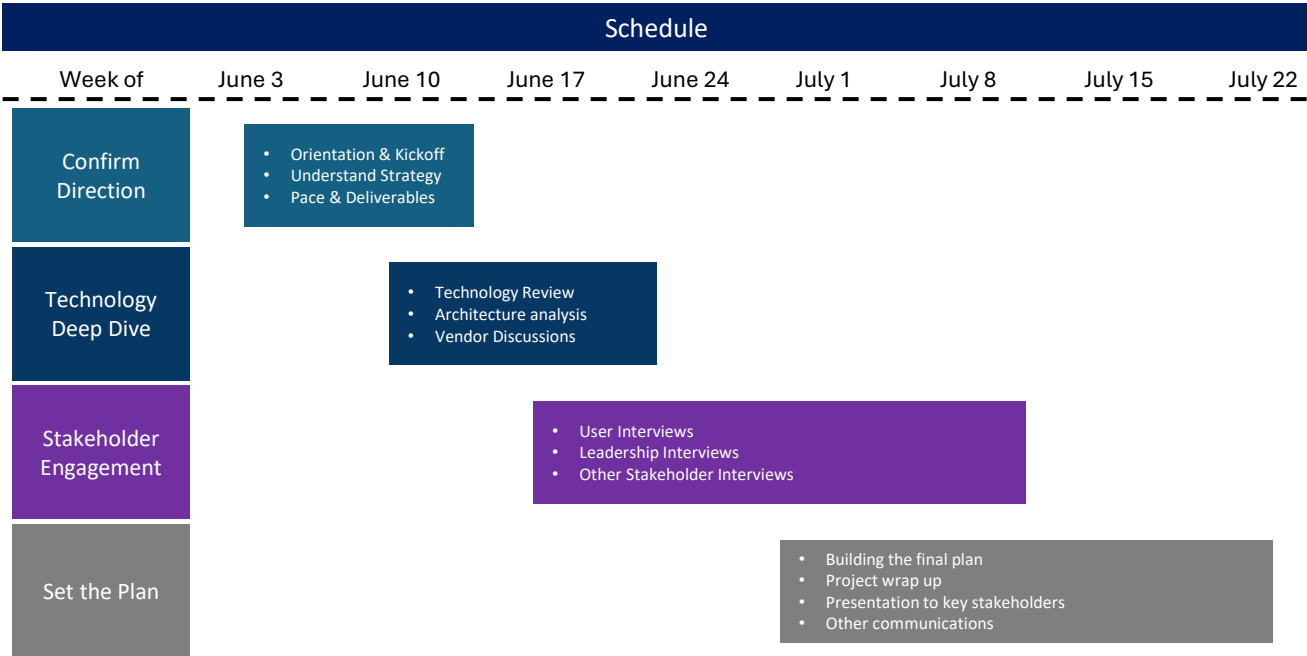 Schedule
Week of June 3 June 10 June 17 June 24 July 1 July 8 July 15 July 22
Confirm
Direction
• Orientation & Kickoff
• Understand Strategy
• Pace & Deliverables
Technology
Deep Dive
• Technology Review
• Architecture analysis
• Vendor Discussions
Stakeholder
Engagement
• User Interviews
• Leadership Interviews
• Other Stakeholder Interviews
Set the Plan
• Building the final plan
• Project wrap up
• Presentation to key stakeholders
• Other communications